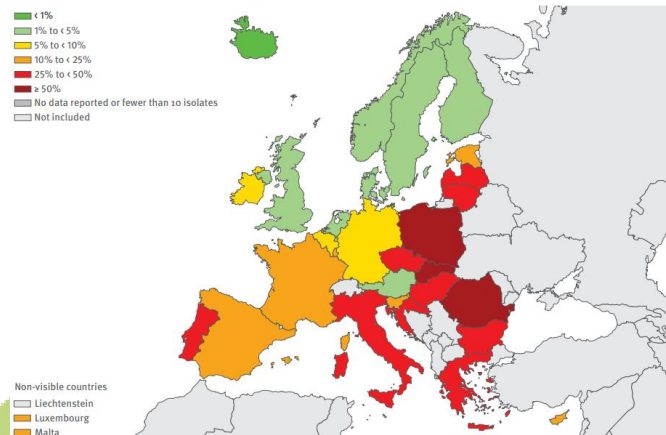 < 1%
1% to < 5%
5% to < 10%
10% to < 25%
25% to < 50%
≥ 50%
No data reported or fewer than 10 isolates
Not included
Non-visible countries
Liechtenstein
Luxembourg
Malta